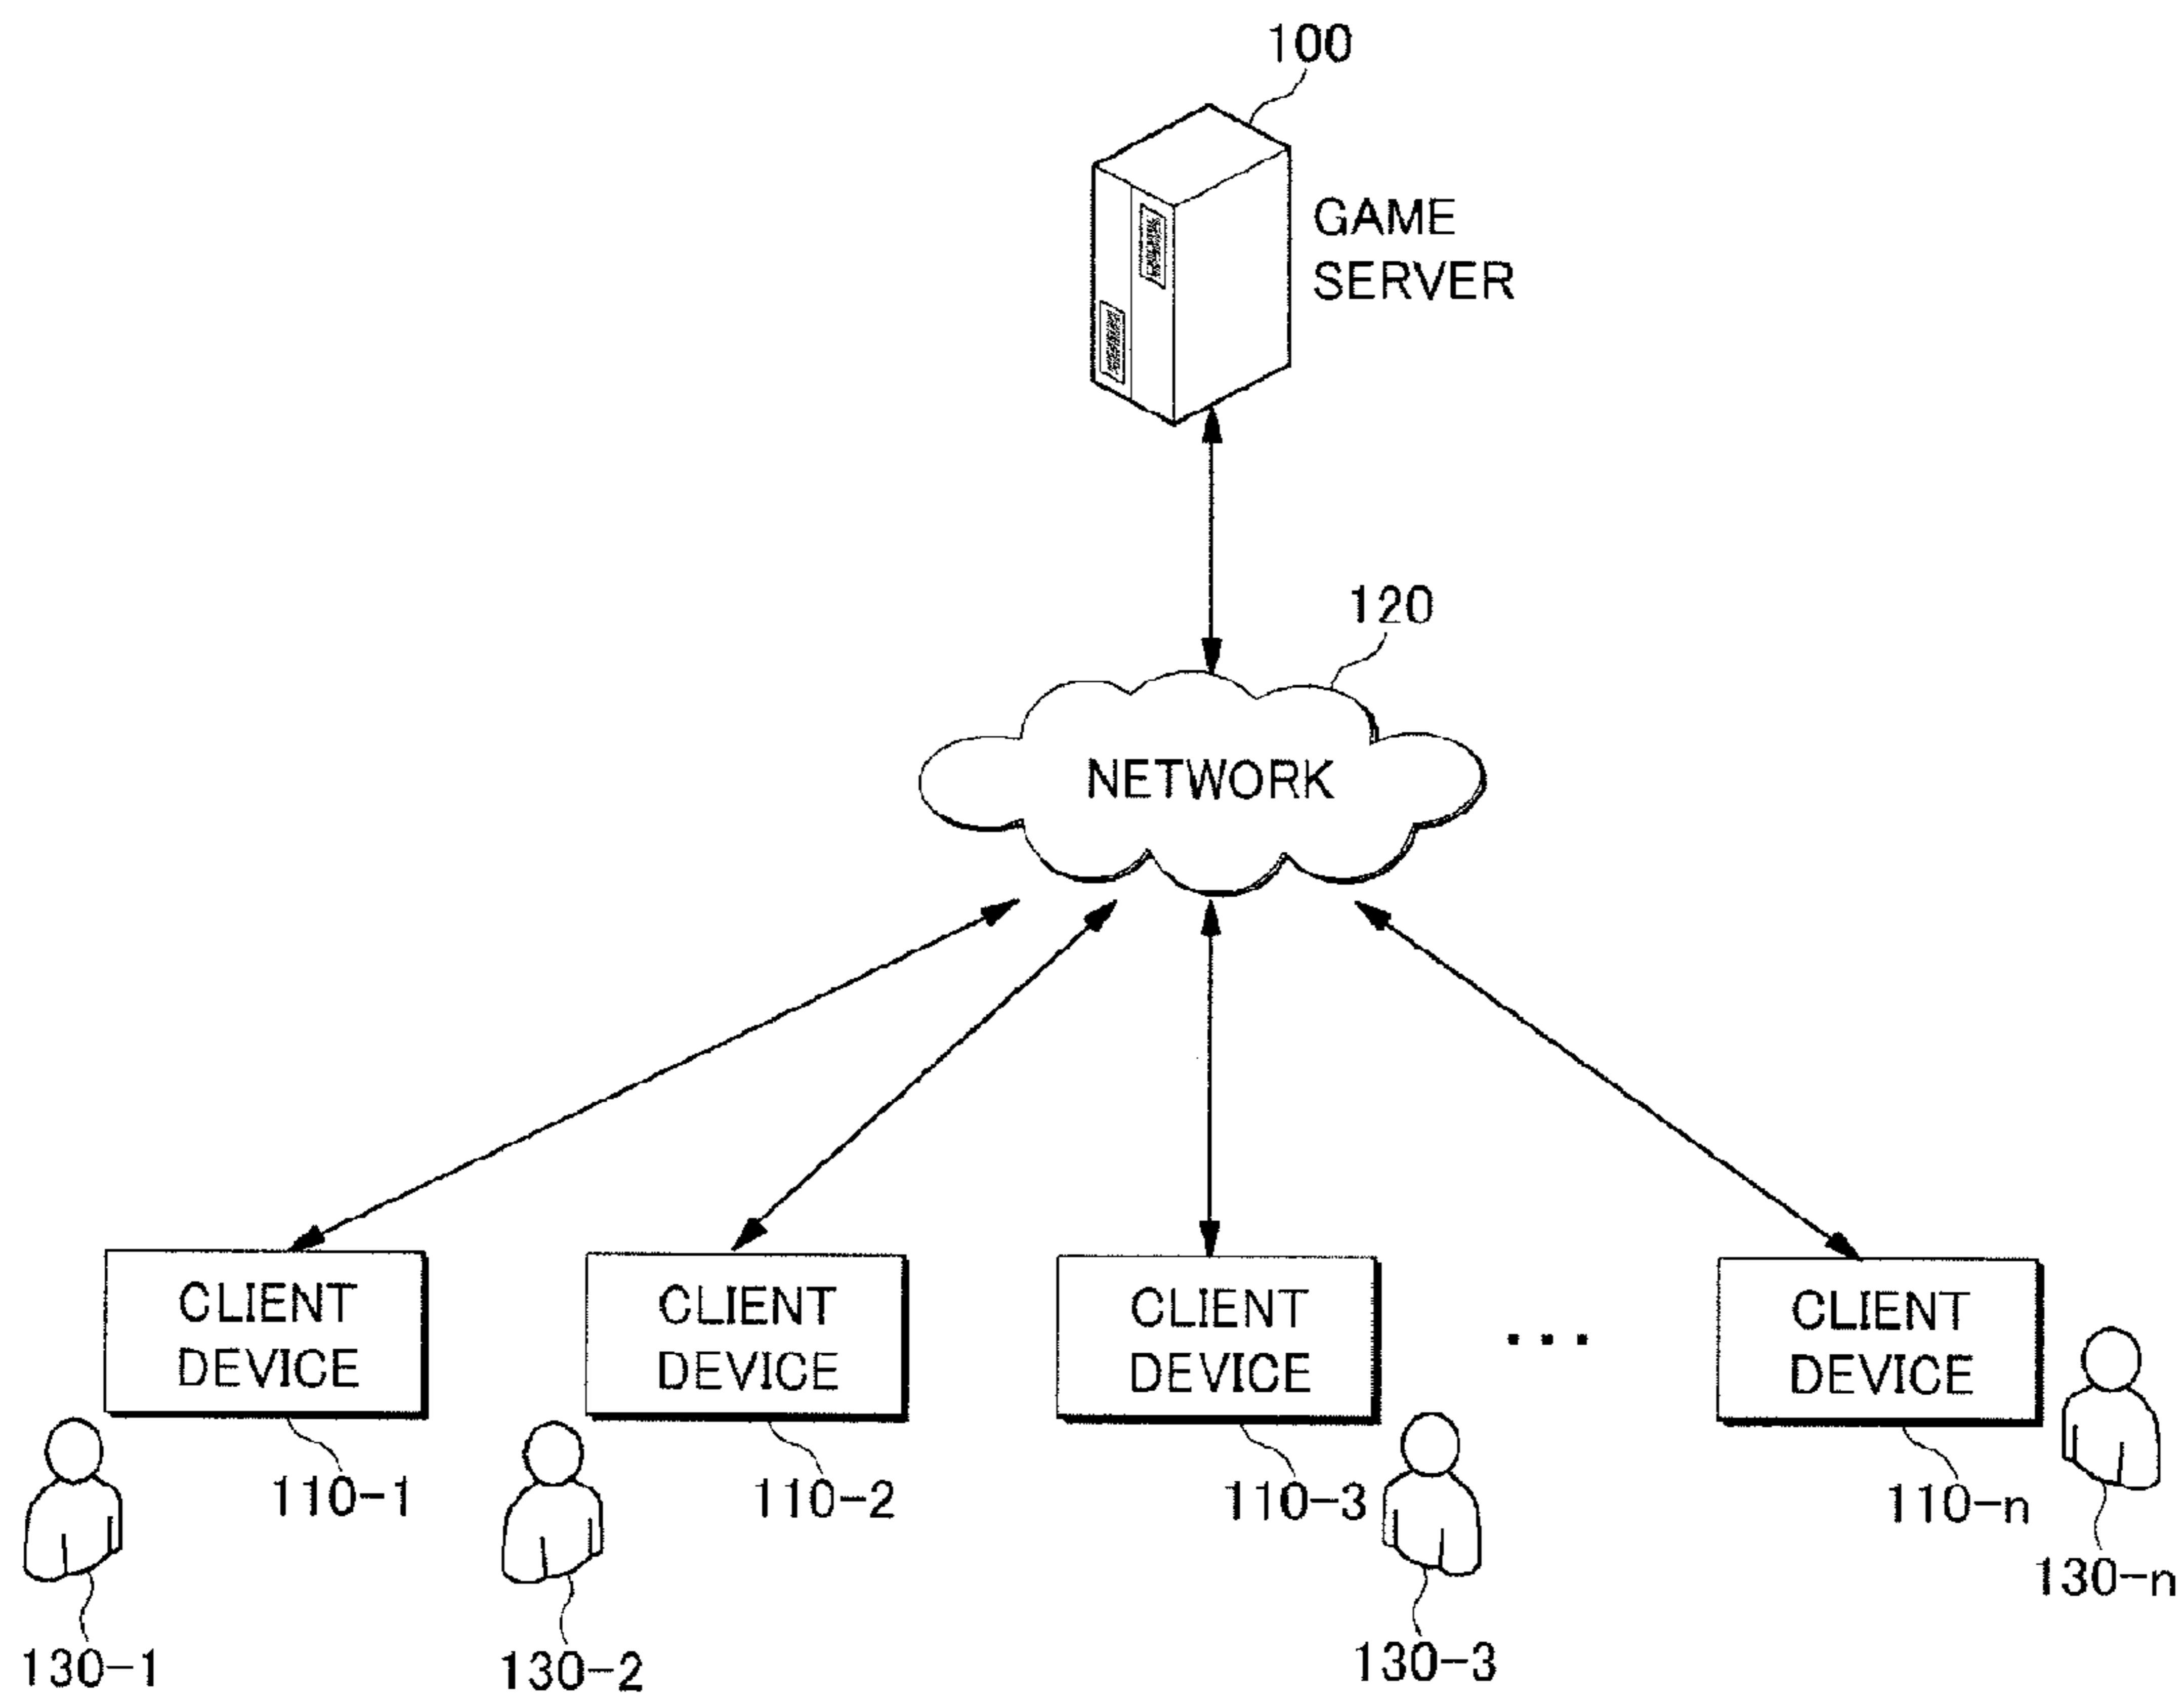 100
GAME
SERVER
120
NETWORK
CLIENT
DEVICE
CLIENT
DEVICE
CLIENT
DEVICE
...
CLIENT
DEVICE
110-1
110-2
110-3
110-n
130-1
130-2
130-3
130-n